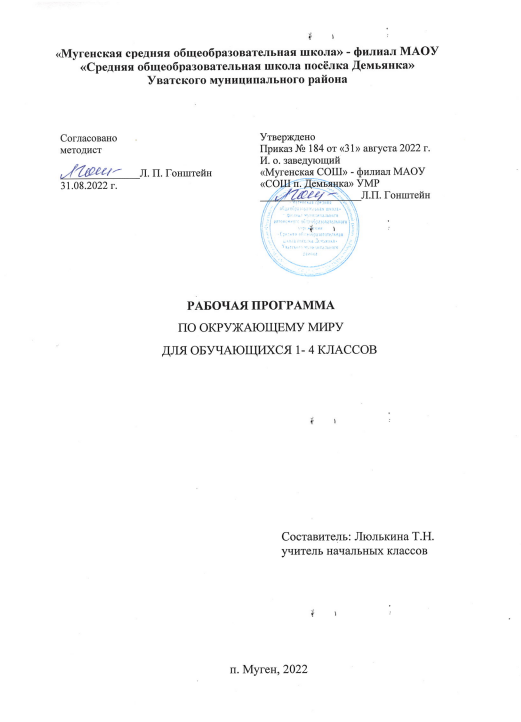 «Мугенская средняя общеобразовательная школа» - филиал МАОУ
«Средняя общеобразовательная школа посёлка Демьянка»
Уватского муниципального района
Согласовано
методист
Л. П. Гонштейн
31.08.2022 г.
Утверждено
Приказ № 184 от «31» августа 2022 г.
И. о. заведующий
«Мугенская СОШ» - филиал МАОУ
«СОШ п. Демьянка» УМР
Л.П. Гонштейн
РАБОЧАЯ ПРОГРАММА
ПО ОКРУЖАЮЩЕМУ МИРУ
ДЛЯ ОБУЧАЮЩИХСЯ 1- 4 КЛАССОВ
Составитель: Люлькина Т.Н.
учитель начальных классов
п. Муген, 2022